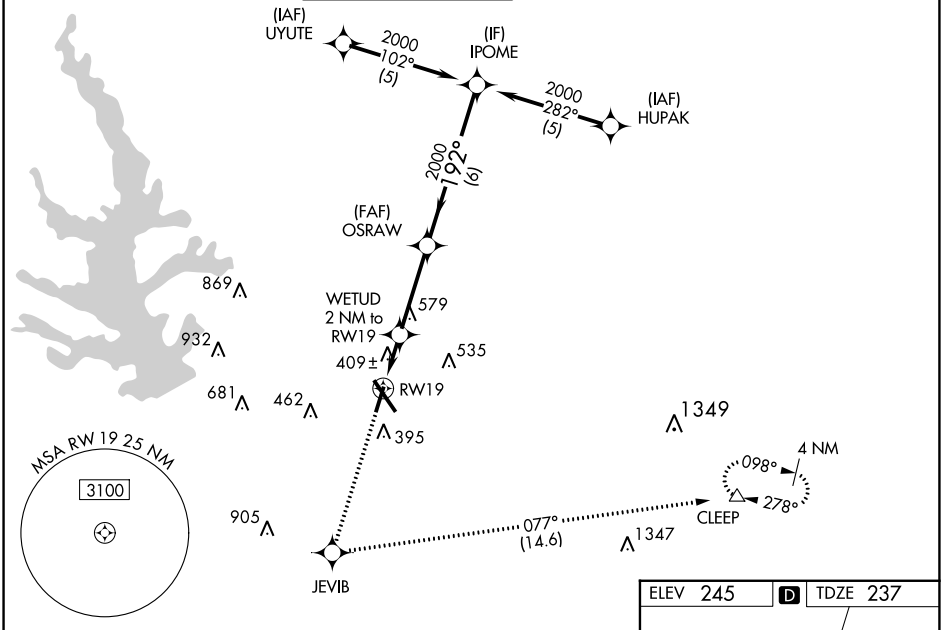 (IAF)
UYUTE
2000
102°
(5)
(IF)
IPOME
2000
282°
(5)
(IAF)
HUPAK
2000
192°
(6)
(FAF)
OSRAW
869
WETUD
2 NM to
RW19
579
932
409±
535
RW19
681
462
395
1349
MSA RW 19 25 NM
3100
4 NM
098°
278°
CLEEP
905
077°
(14.6)
1347
JEVIB
ELEV 245 D TDZE 237